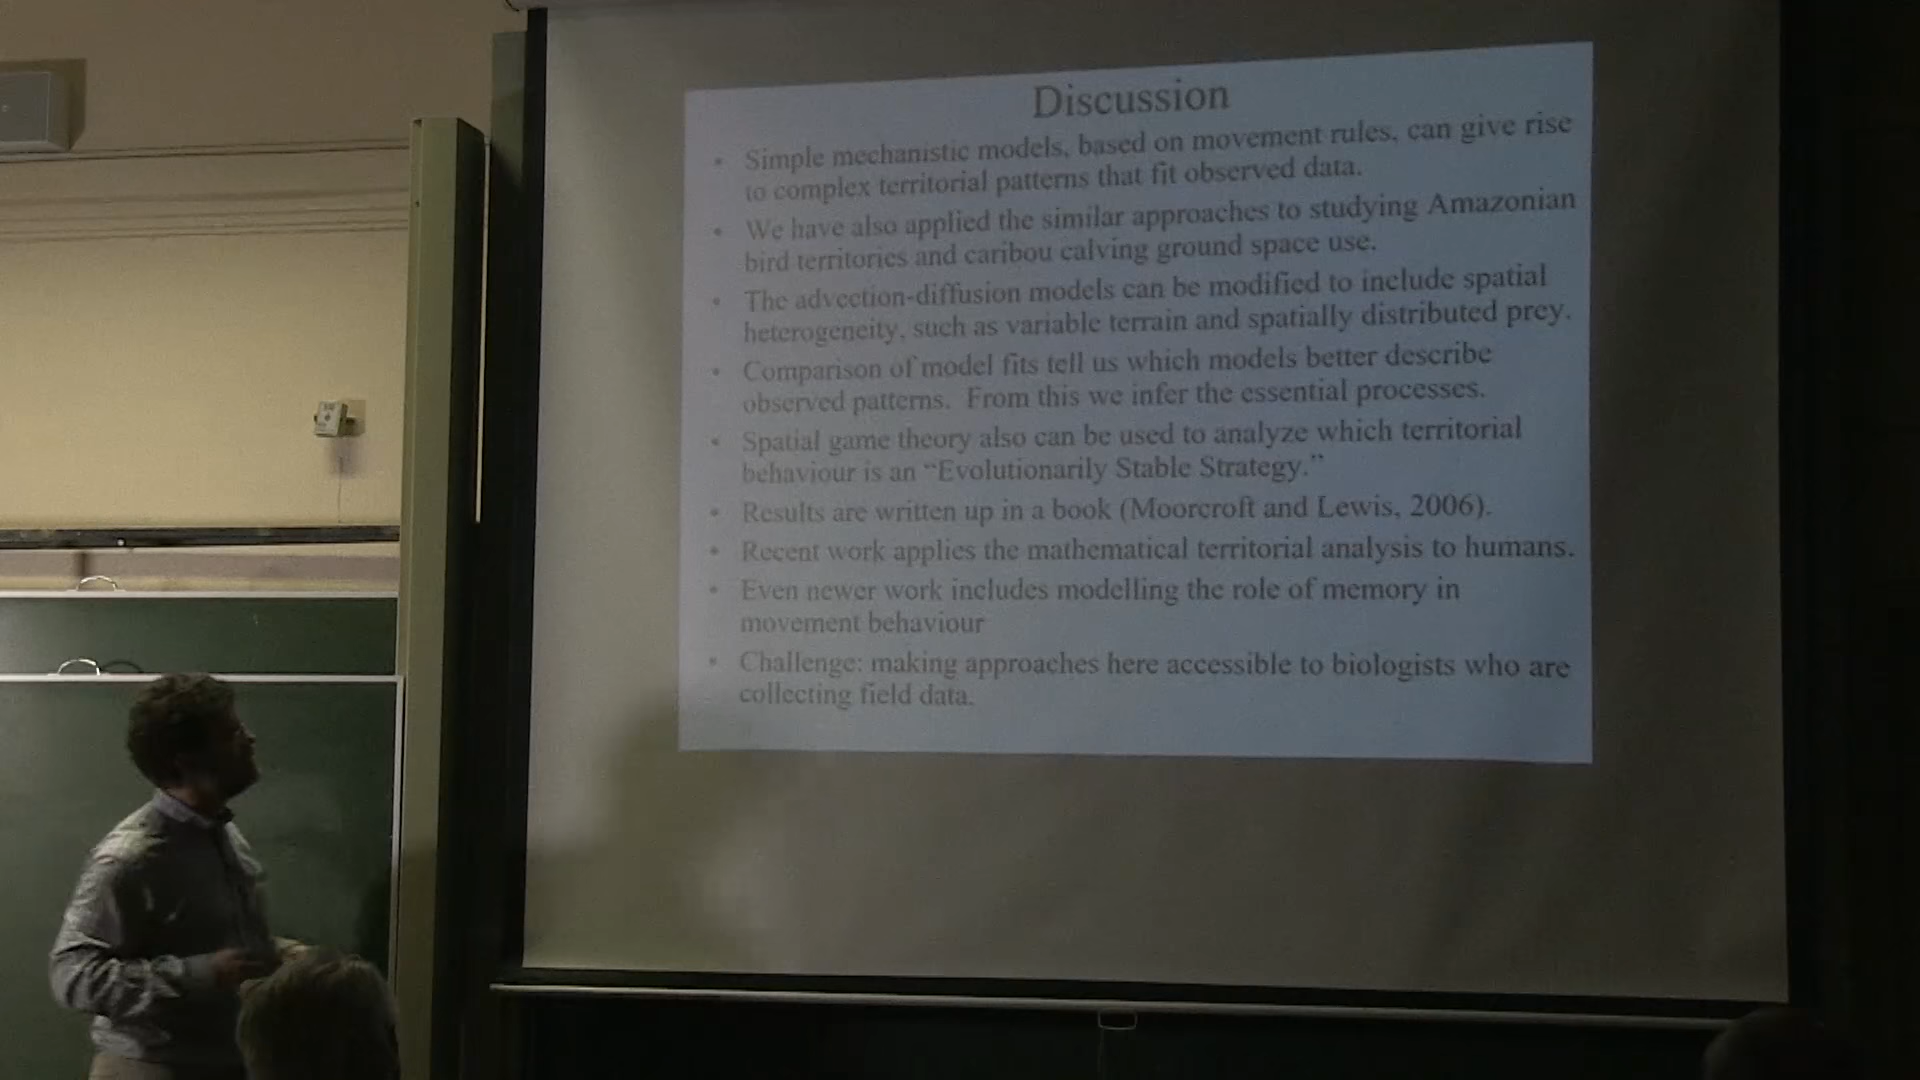 Discussion
• Simple mechanistic models, based on movement rules, can give rise
to complex territorial patterns that fit observed data.
• We have also applied the similar approaches to studying Amazonian
bird territories and caribou calving ground space use.
• The advection-diffusion models can be modified to include spatial
heterogeneity, such as variable terrain and spatially distributed prey.
• Comparison of model fits tell us which models better describe
observed patterns. From this we infer the essential processes.
• Spatial game theory also can be used to analyze which territorial
behaviour is an “Evolutionarily Stable Strategy.”
• Results are written up in a book (Moorcroft and Lewis, 2006).
• Recent work applies the mathematical territorial analysis to humans.
• Even newer work includes modelling the role of memory in
movement behaviour
• Challenge: making approaches here accessible to biologists who are
collecting field data.